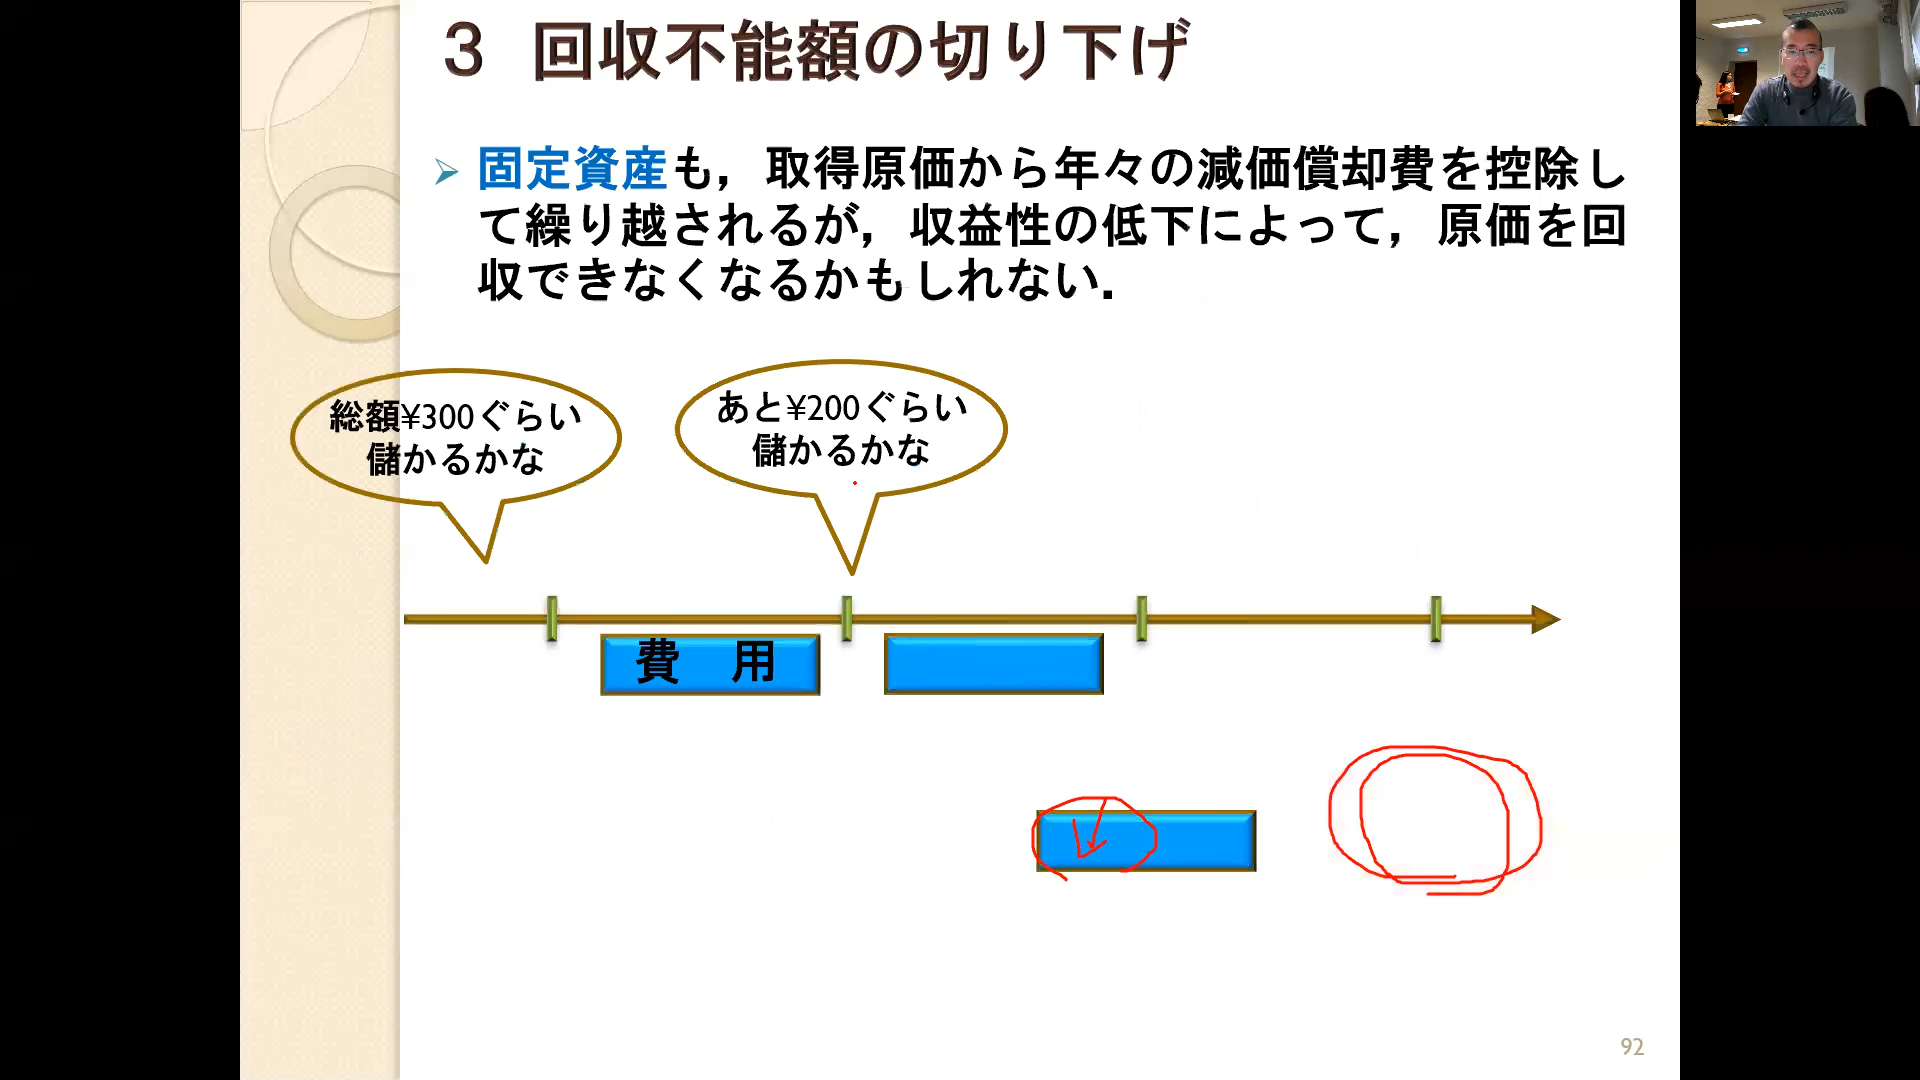 3 回収不能額の切り下げ
固定資産も，取得原価から年々の減価償却費を控除し
て繰り越されるが，収益性の低下によって，原価を回
収できなくなるかもしれない．
総額¥300ぐらい
儲かるかな
あと¥200ぐらい
儲かるかな
費 用
92